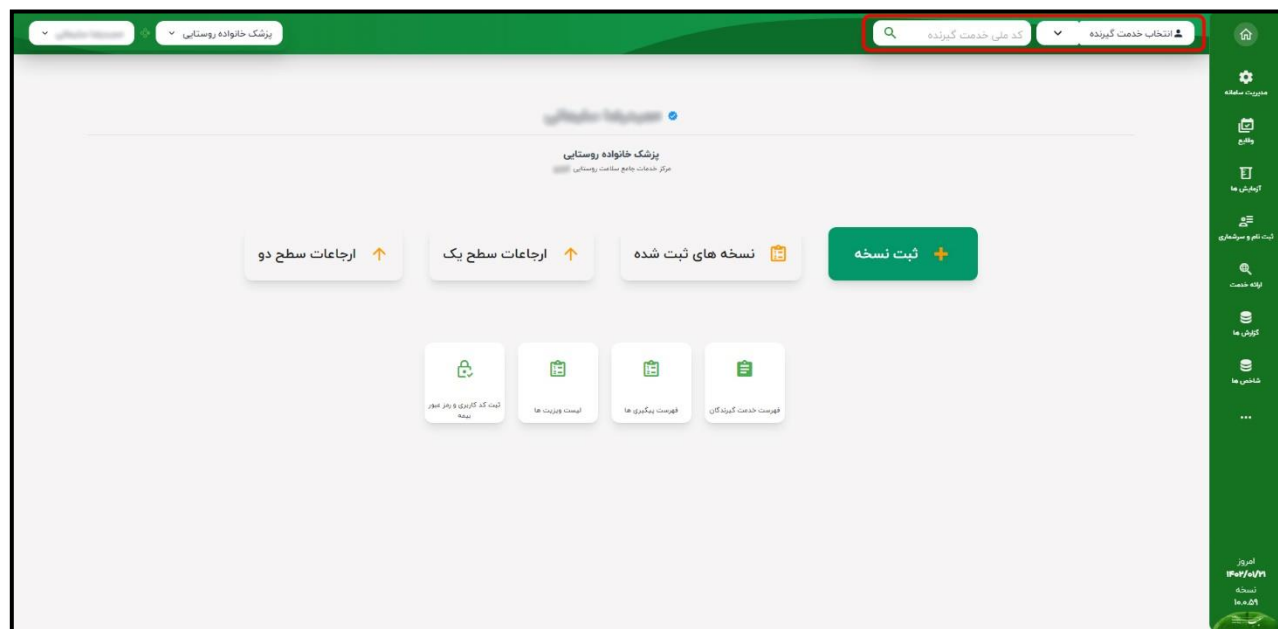 انتخاب خدمت گیرنده
کد ملی خدمت گیرنده
پزشک خانواده روستایی
مدیریت سامانه
وقایع
آزمایش ها
ثبت نام و سرشماری
ارائه خدمت
گزارش ها
شاخص ها
پزشک خانواده روستایی
مرکز خدمات جامع سلامت روستایی
ثبت نسخه
نسخه های ثبت شده
ارجاعات سطح یک
ارجاعات سطح دو
فهرست خدمت گیرندگان
فهرست پیگیری ها
لیست ویزیت ها
ثبت کد کاربری و رمز عبور
بیمه
امروز
۱۴۰۲/۰۱/۲۱
نسخه
۱۰.۰.۵۹